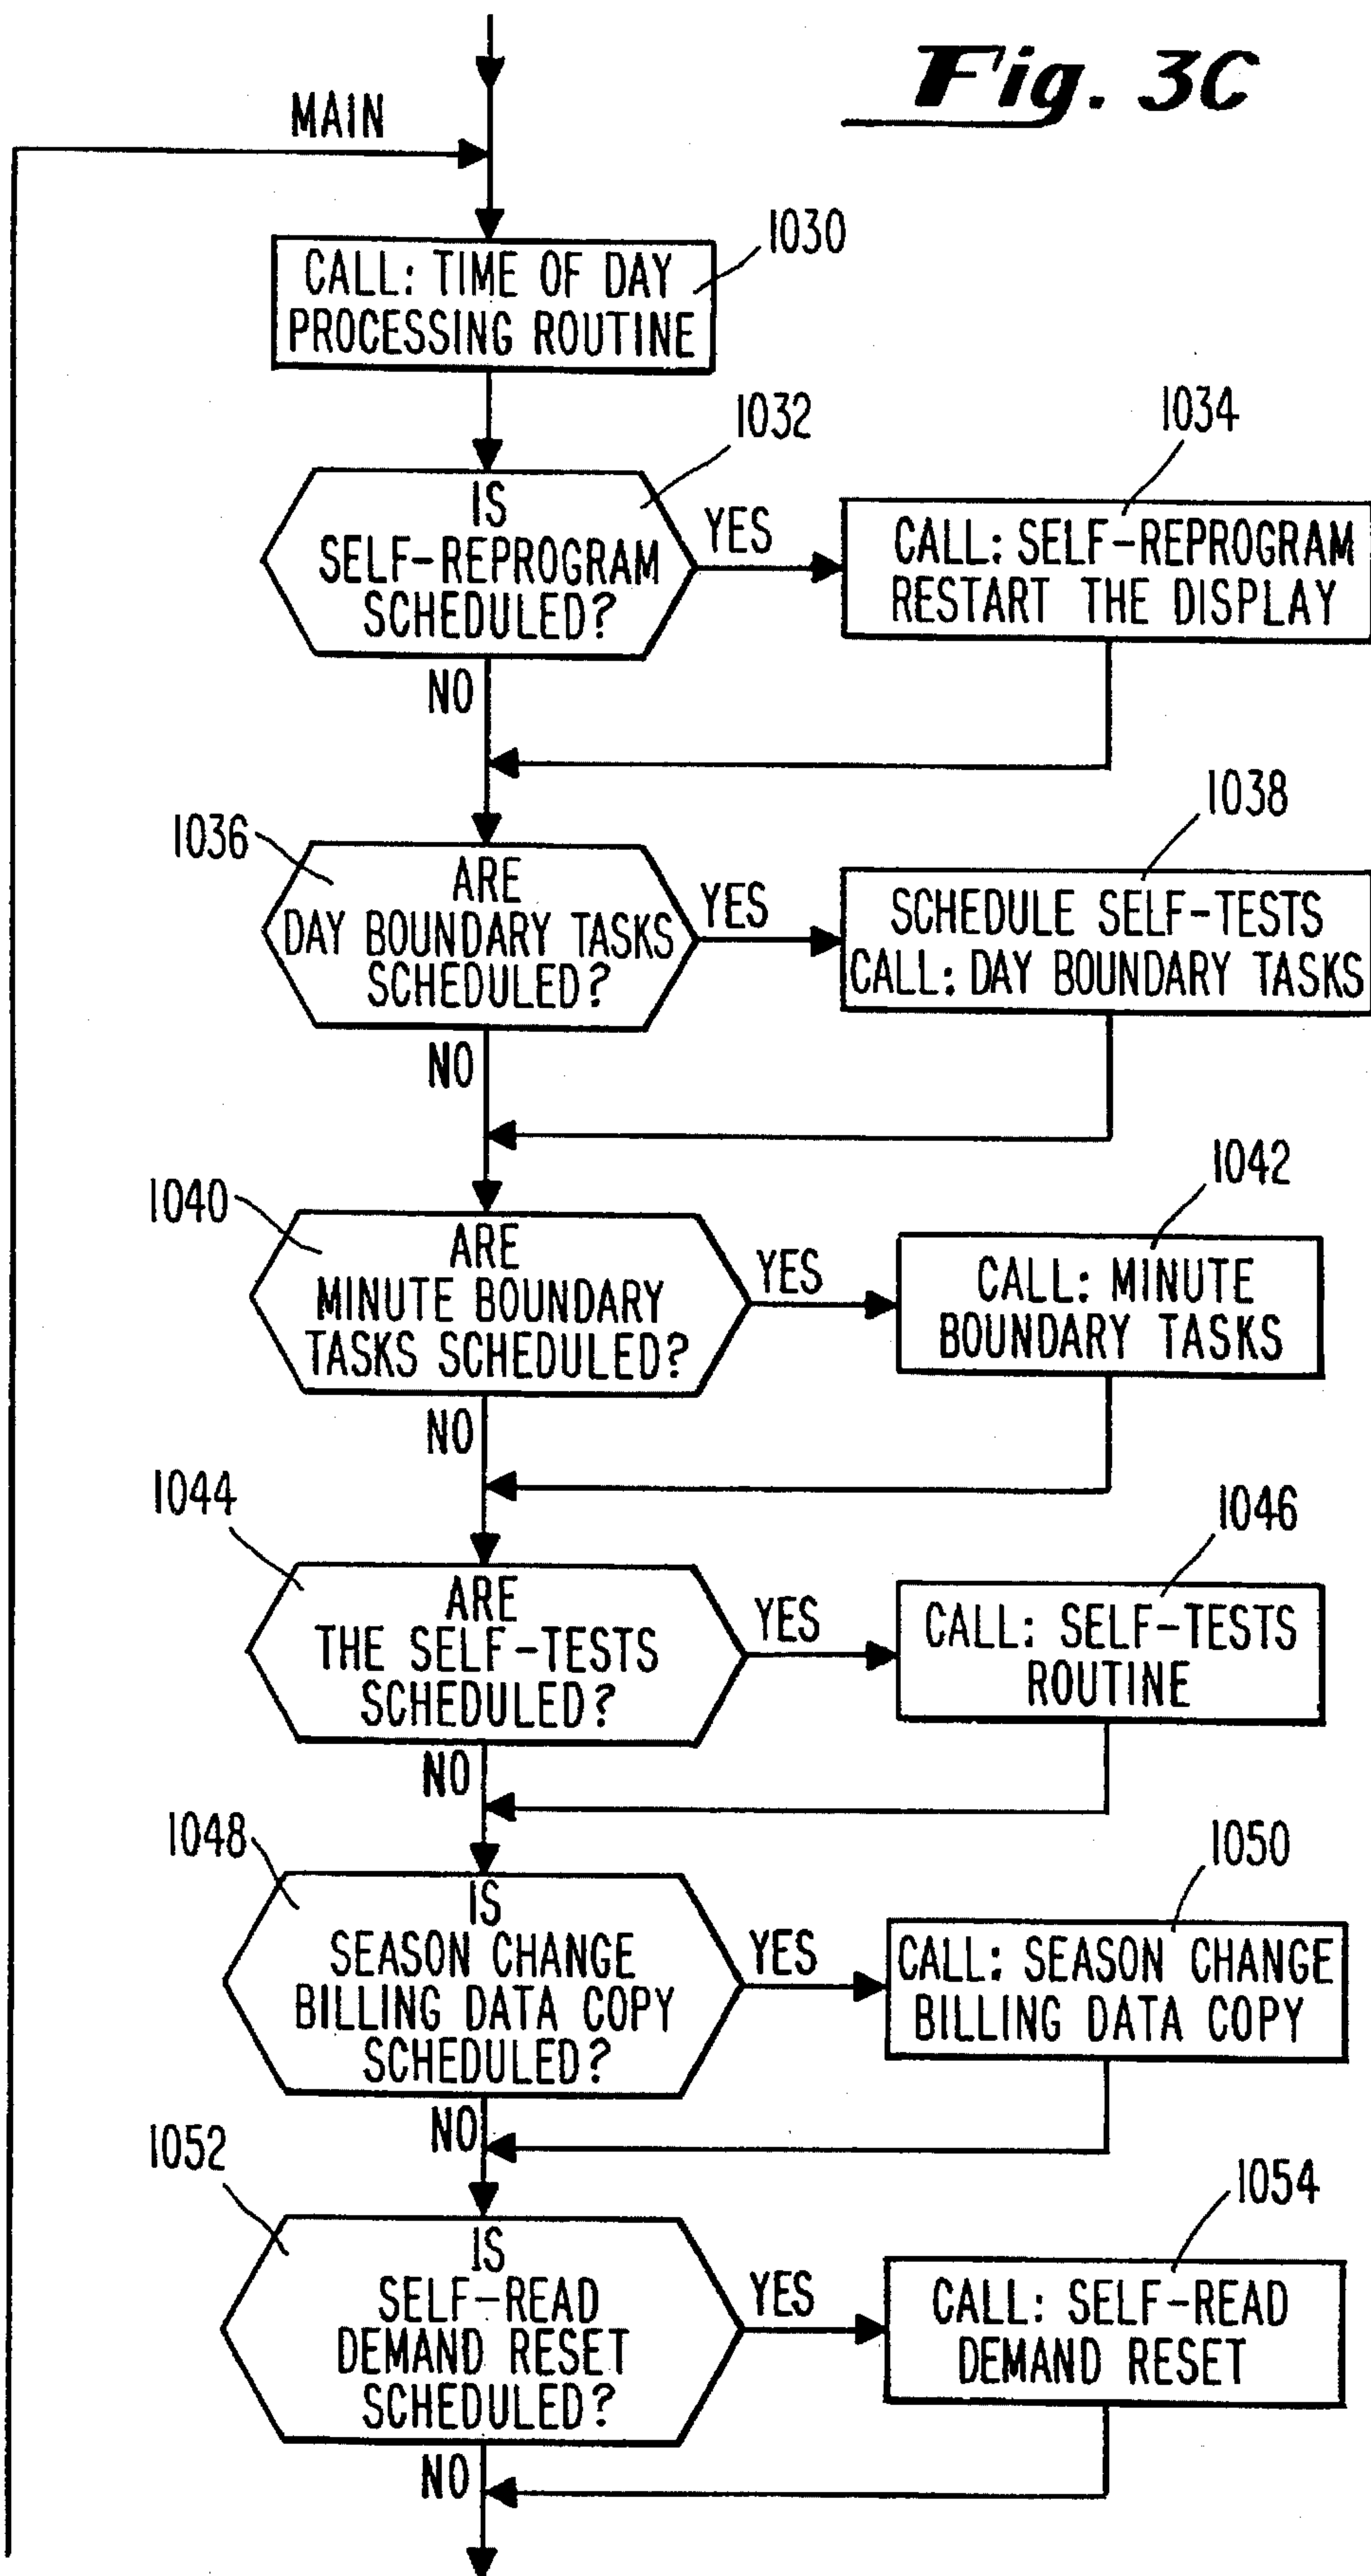 Fig. 3C
MAIN
1030
CALL: TIME OF DAY
PROCESSING ROUTINE
1032
IS
SELF-REPROGRAM
SCHEDULED?
YES
1034
CALL: SELF-REPROGRAM
RESTART THE DISPLAY
NO
1036
ARE
DAY BOUNDARY TASKS
SCHEDULED?
YES
1038
SCHEDULE SELF-TESTS
CALL: DAY BOUNDARY TASKS
NO
1040
ARE
MINUTE BOUNDARY
TASKS SCHEDULED?
YES
1042
CALL: MINUTE
BOUNDARY TASKS
NO
1044
ARE
THE SELF-TESTS
SCHEDULED?
YES
1046
CALL: SELF-TESTS
ROUTINE
NO
1048
IS
SEASON CHANGE
BILLING DATA COPY
SCHEDULED?
YES
1050
CALL: SEASON CHANGE
BILLING DATA COPY
NO
1052
IS
SELF-READ
DEMAND RESET
SCHEDULED?
YES
1054
CALL: SELF-READ
DEMAND RESET
NO